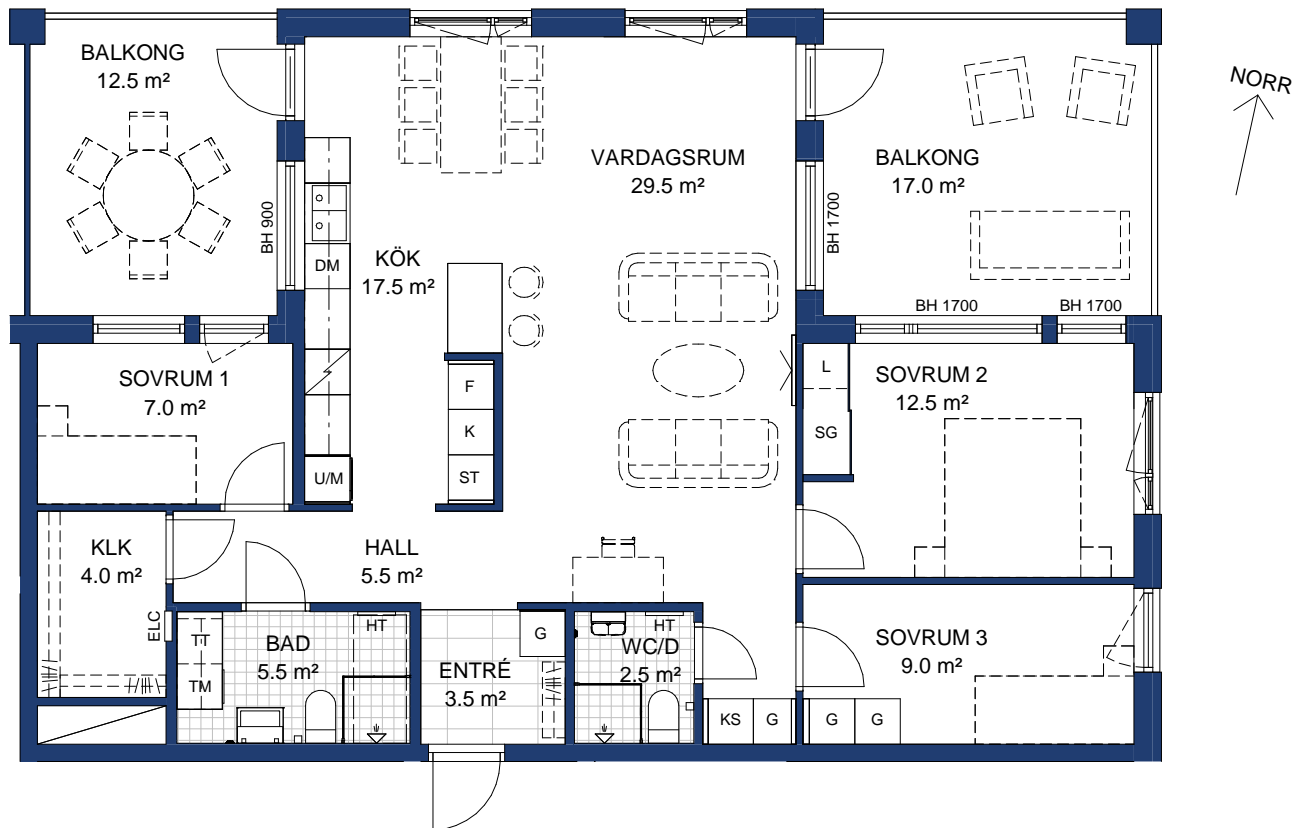 BALKONG
12.5 m²
NORR
VARDAGSRUM
29.5 m²
BALKONG
17.0 m²
BH 900
BH 1700
KÖK
17.5 m²
DM
BH 1700
BH 1700
SOVRUM 1
7.0 m²
F
K
ST
U/M
L
SG
SOVRUM 2
12.5 m²
KLK
4.0 m²
HALL
5.5 m²
ELC
TT
TM
BAD
5.5 m²
HT
ENTRÉ
3.5 m²
G
HT
WC/D
2.5 m²
SOVRUM 3
9.0 m²
KS
G
G
G